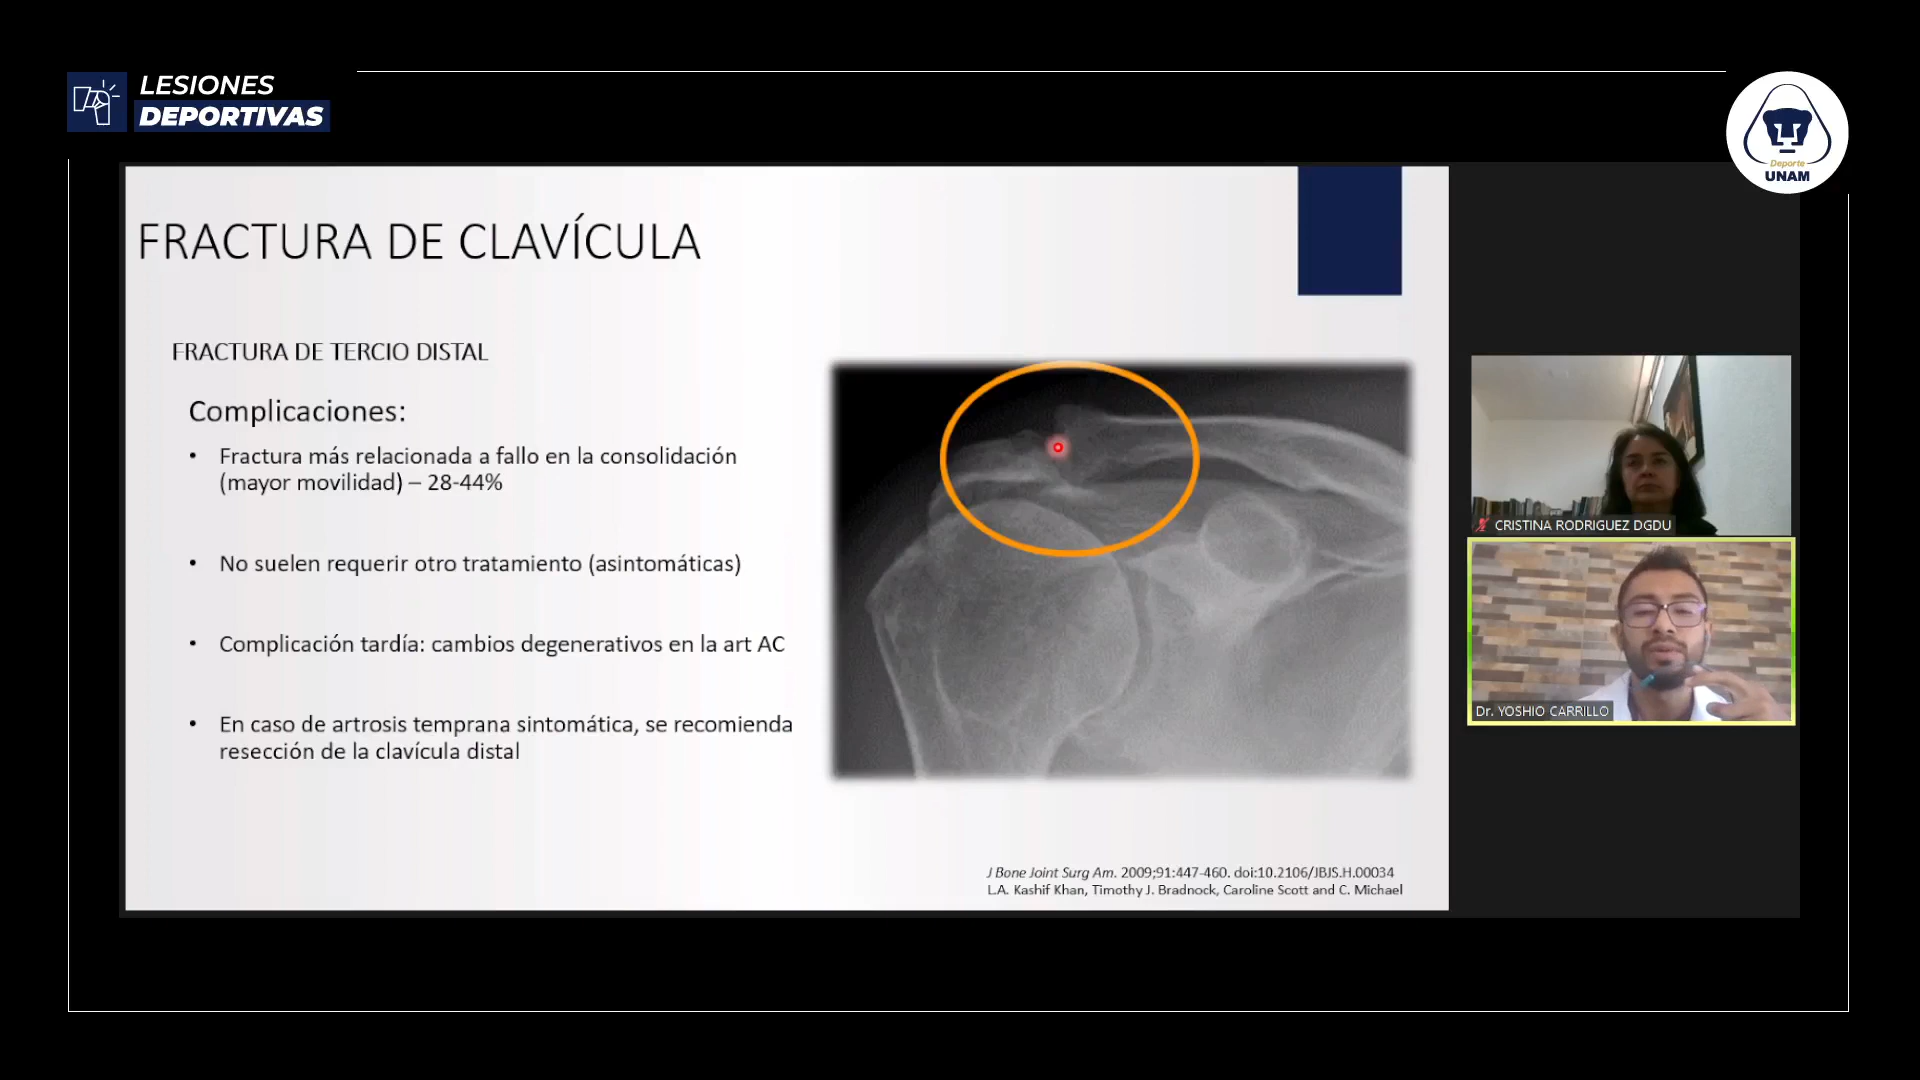 LESIONES
DEPORTIVAS
Deporte
UNAM
FRACTURA DE CLAVÍCULA
FRACTURA DE TERCIO DISTAL
Complicaciones:
• Fractura más relacionada a fallo en la consolidación
(mayor movilidad) – 28-44%
• No suelen requerir otro tratamiento (asintomáticas)
• Complicación tardía: cambios degenerativos en la art AC
• En caso de artrosis temprana sintomática, se recomienda
resección de la clavícula distal
J Bone Joint Surg Am. 2009;91:447-460. doi:10.2106/JBJS.H.00034
L.A. Kashif Khan, Timothy J. Bradnock, Caroline Scott and C. Michael
CRISTINA RODRIGUEZ DGDU
Dr. YOSHIO CARRILLO